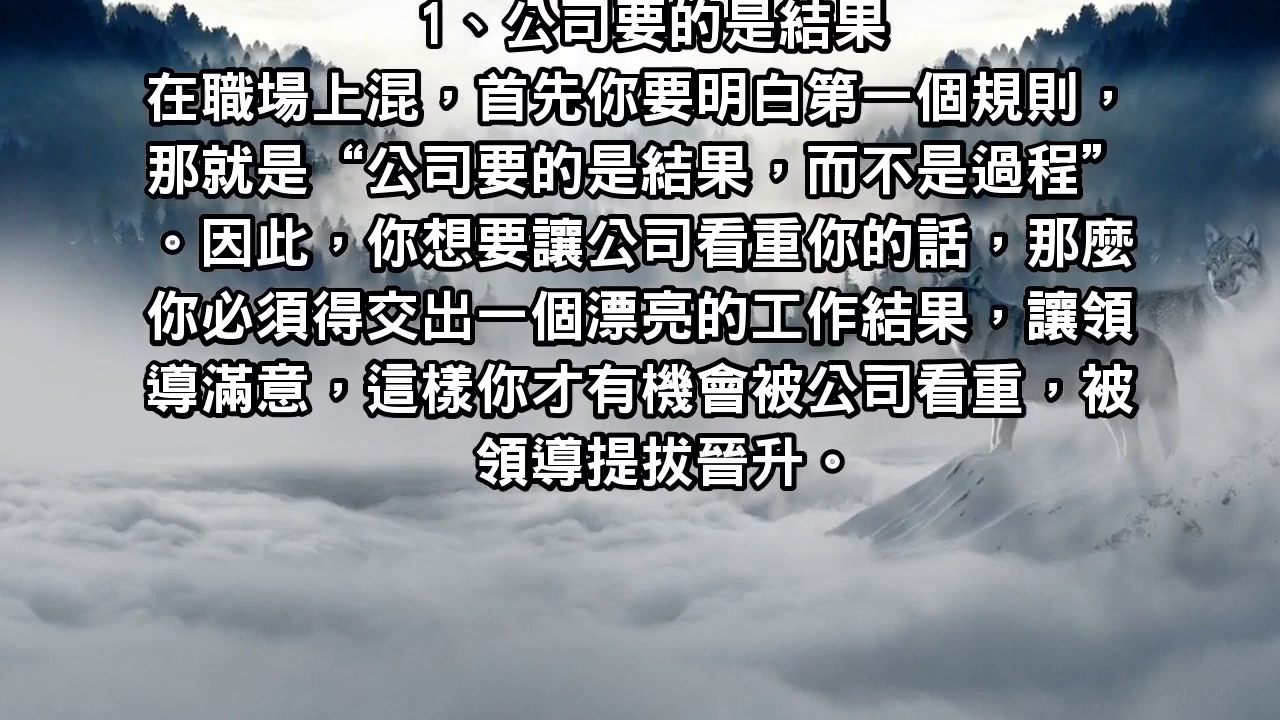 1、公司要的是結果
在職場上混，首先你要明白第一個規則，
那就是“公司要的是結果，而不是過程”
。因此，你想要讓公司看重你的話，那麼
你必須得交出一個漂亮的工作結果，讓領
導滿意，這樣你才有機會被公司看重，被
領導提拔晉升。